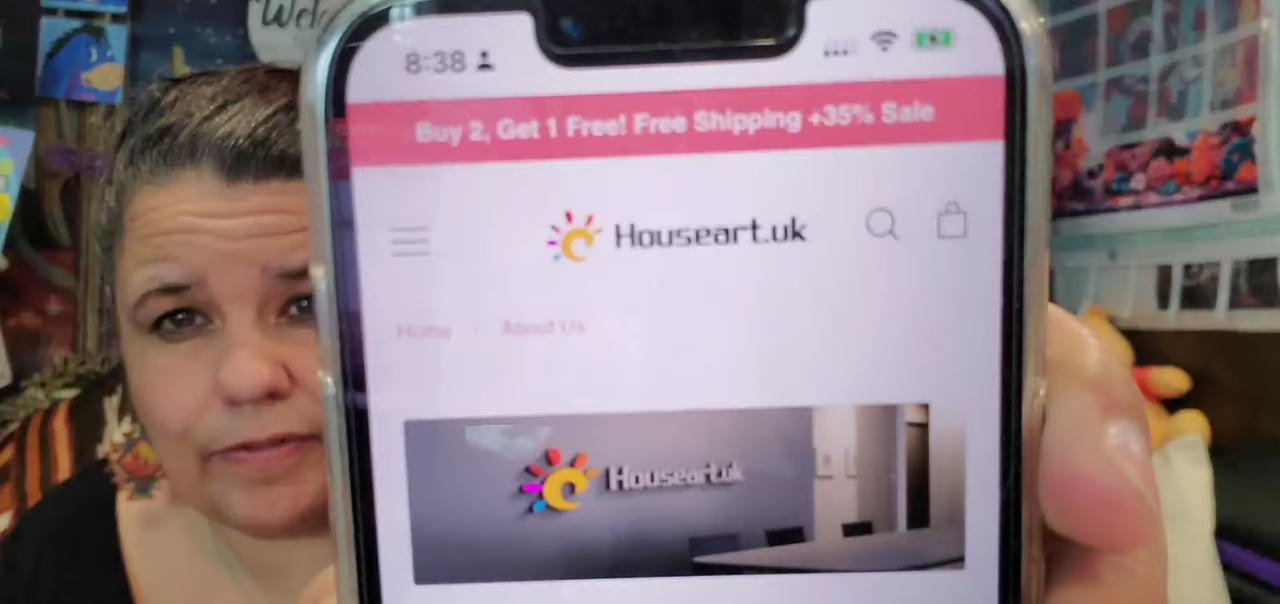 8:38
Buy 2, Get 1 Free! Free Shipping +35% Sale
Houseart.uk
Home / About Us
Houseart.uk